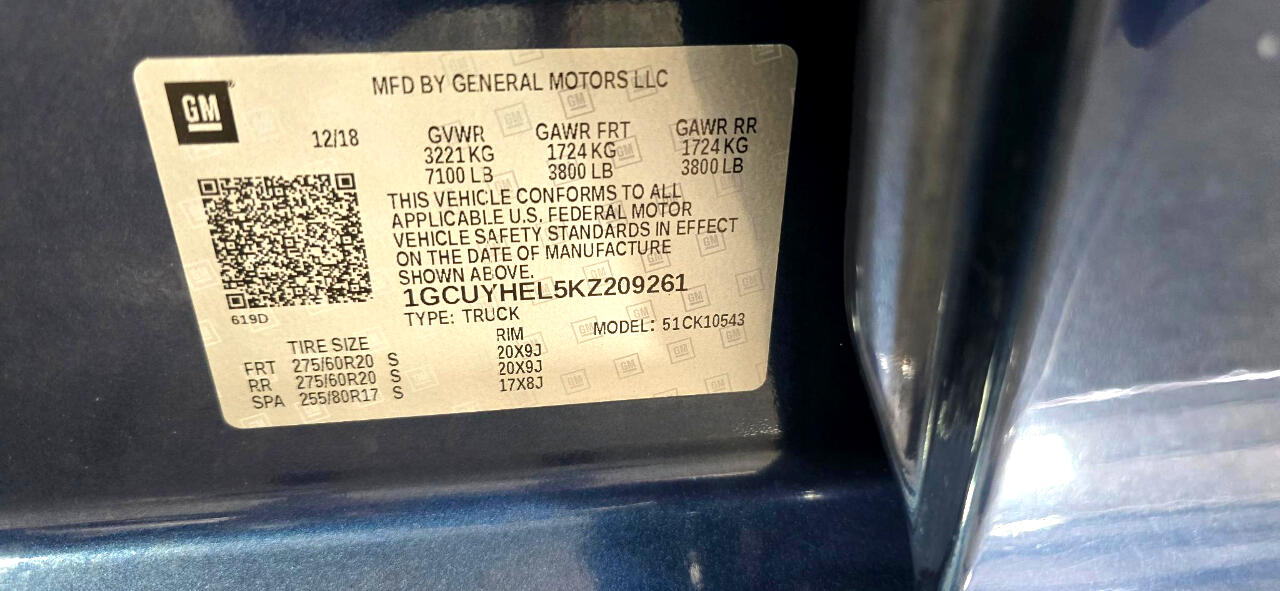 GM
MFD BY GENERAL MOTORS LLC
12/18 GVWR GAWR FRT GAWR RR
3221 KG 1724 KG 1724 KG
7100 LB 3800 LB 3800 LB
THIS VEHICLE CONFORMS TO ALL
APPLICABLE U.S. FEDERAL MOTOR
VEHICLE SAFETY STANDARDS IN EFFECT
ON THE DATE OF MANUFACTURE
SHOWN ABOVE.
1GCUYHEL5KZ209261
619D
TYPE: TRUCK
MODEL: 51CK10543
TIRE SIZE RIM
FRT 275/60R20 S 20X9J
RR 275/60R20 S 20X9J
SPA 255/80R17 S 17X8J